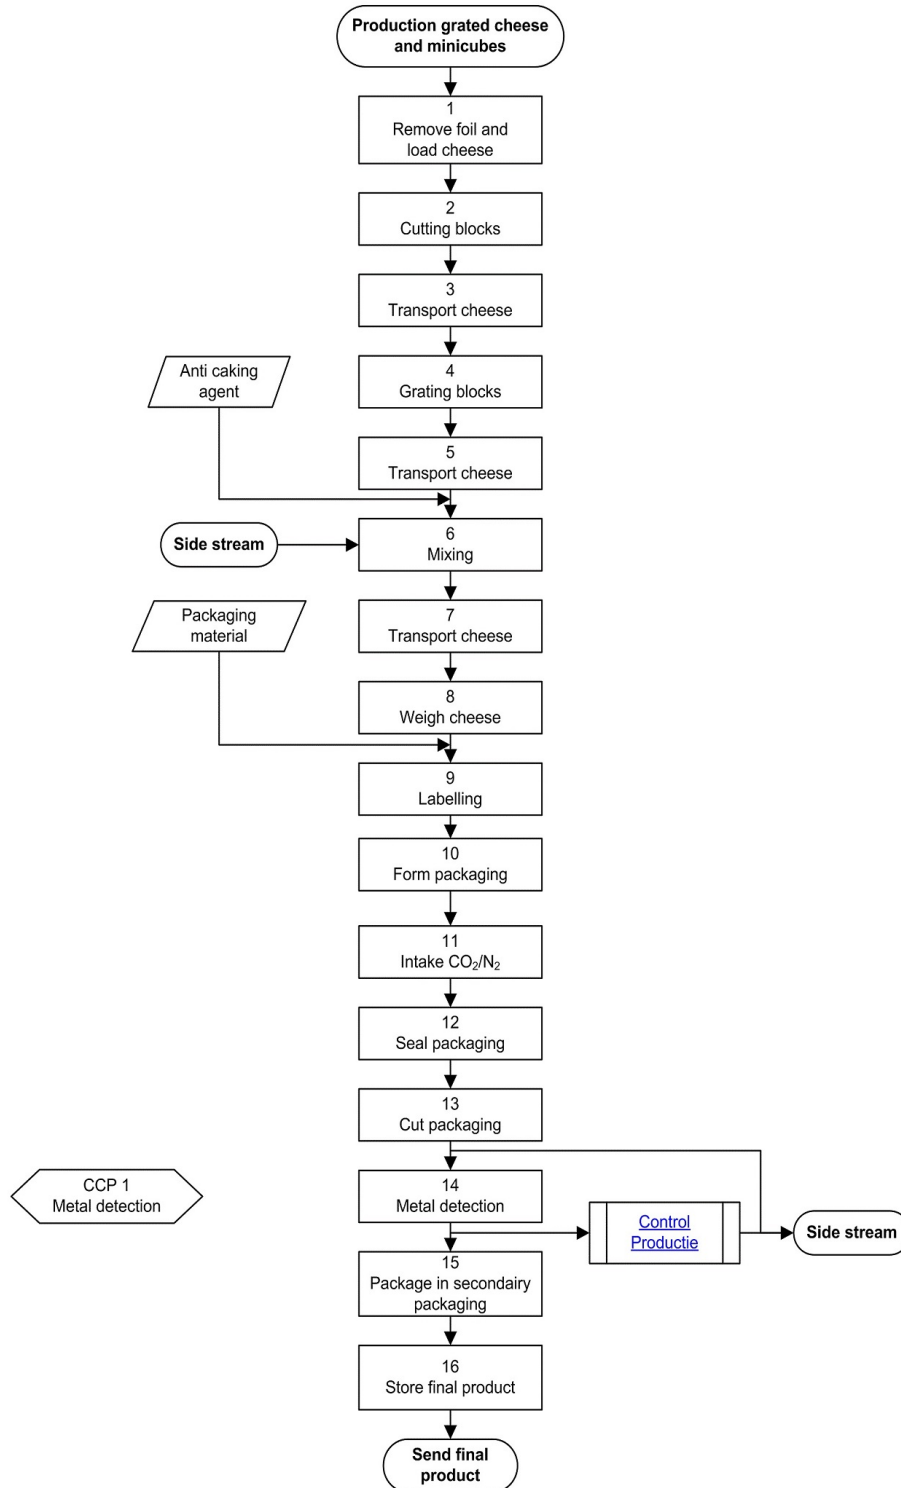 Production grated cheese
and minicubes
1
Remove foil and
load cheese
2
Cutting blocks
3
Transport cheese
Anti caking
agent
4
Grating blocks
5
Transport cheese
Side stream
6
Mixing
Packaging
material
7
Transport cheese
8
Weigh cheese
9
Labelling
10
Form packaging
11
Intake CO₂/N₂
12
Seal packaging
13
Cut packaging
CCP 1
Metal detection
14
Metal detection
Control
Productie
Side stream
15
Package in secondairy
packaging
16
Store final product
Send final
product